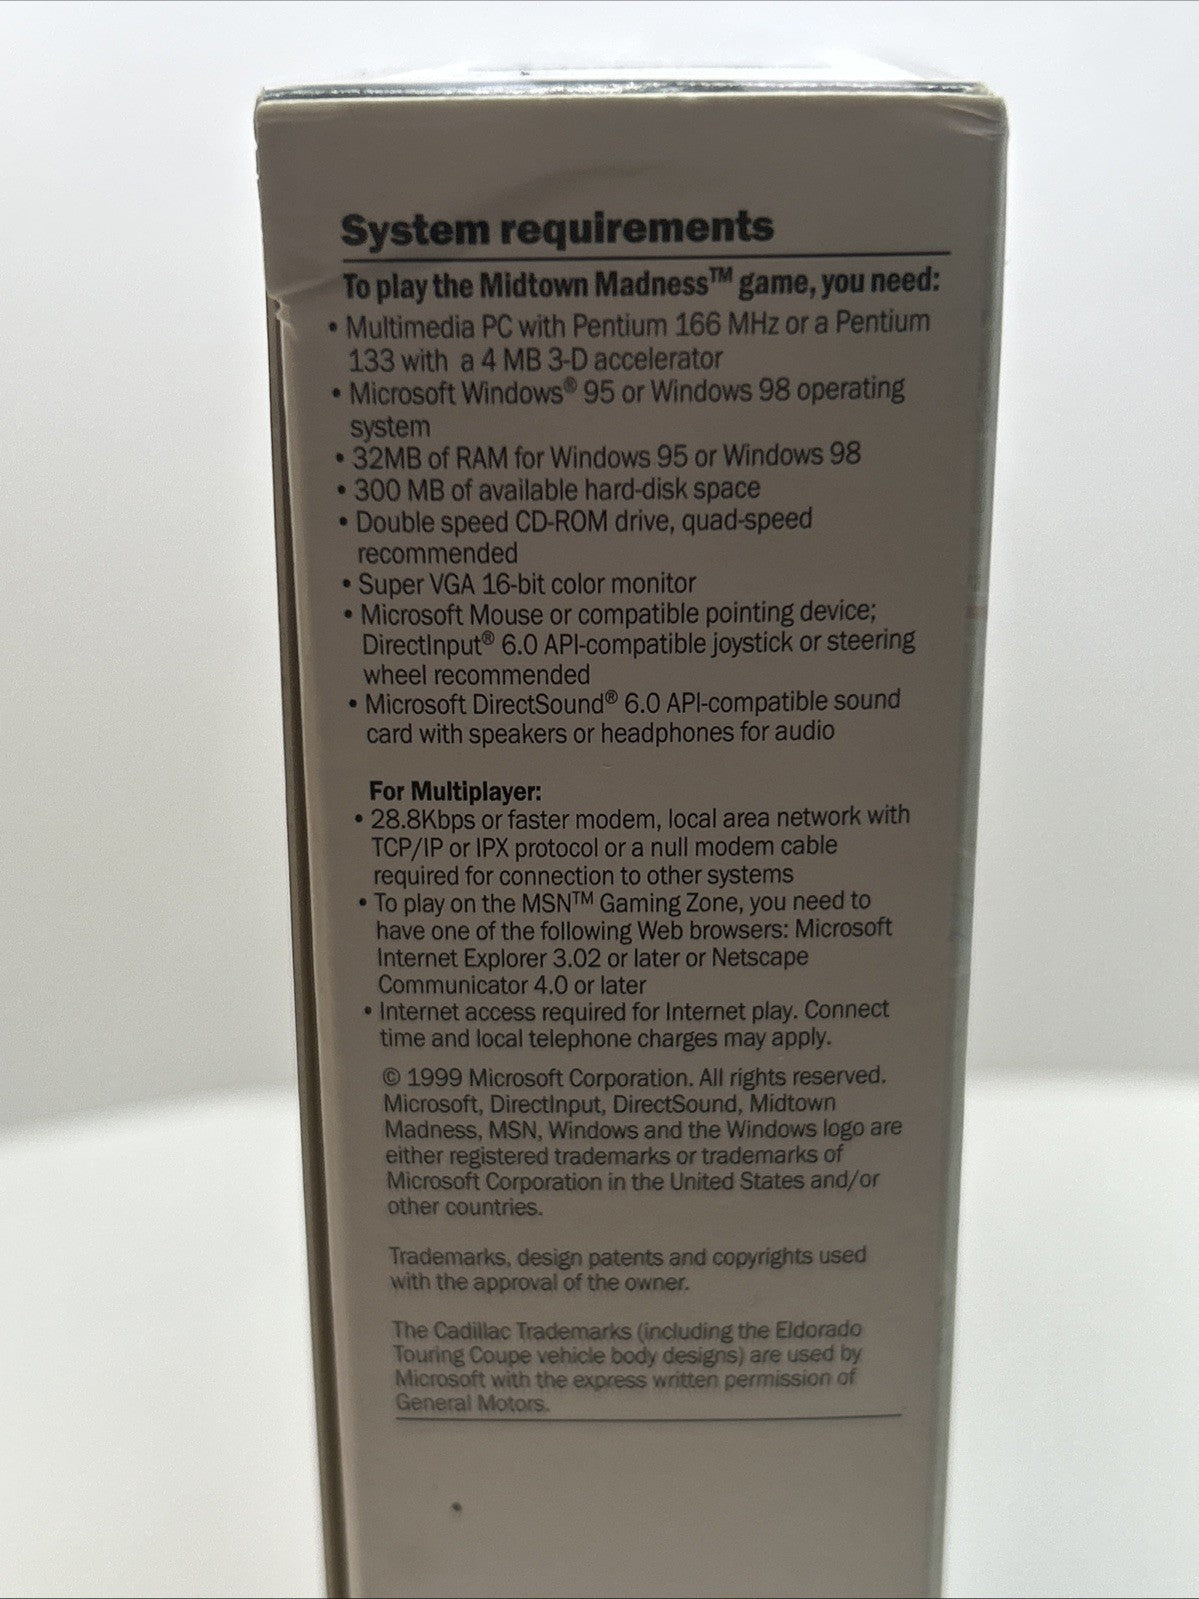 System requirements
To play the Midtown Madness™ game, you need:
• Multimedia PC with Pentium 166 MHz or a Pentium
133 with a 4 MB 3-D accelerator
• Microsoft Windows® 95 or Windows 98 operating
system
• 32MB of RAM for Windows 95 or Windows 98
• 300 MB of available hard-disk space
• Double speed CD-ROM drive, quad-speed
recommended
• Super VGA 16-bit color monitor
• Microsoft Mouse or compatible pointing device;
DirectInput® 6.0 API-compatible joystick or steering
wheel recommended
• Microsoft DirectSound® 6.0 API-compatible sound
card with speakers or headphones for audio
For Multiplayer:
• 28.8Kbps or faster modem, local area network with
TCP/IP or IPX protocol or a null modem cable
required for connection to other systems
• To play on the MSN™ Gaming Zone, you need to
have one of the following Web browsers: Microsoft
Internet Explorer 3.02 or later or Netscape
Communicator 4.0 or later
• Internet access required for Internet play. Connect
time and local telephone charges may apply.
© 1999 Microsoft Corporation. All rights reserved.
Microsoft, DirectInput, DirectSound, Midtown
Madness, MSN, Windows and the Windows logo are
either registered trademarks or trademarks of
Microsoft Corporation in the United States and/or
other countries.
Trademarks, design patents and copyrights used
with the approval of the owner.
The Cadillac Trademarks (including the Eldorado
Touring Coupe vehicle body designs) are used by
Microsoft with the express written permission of
General Motors.